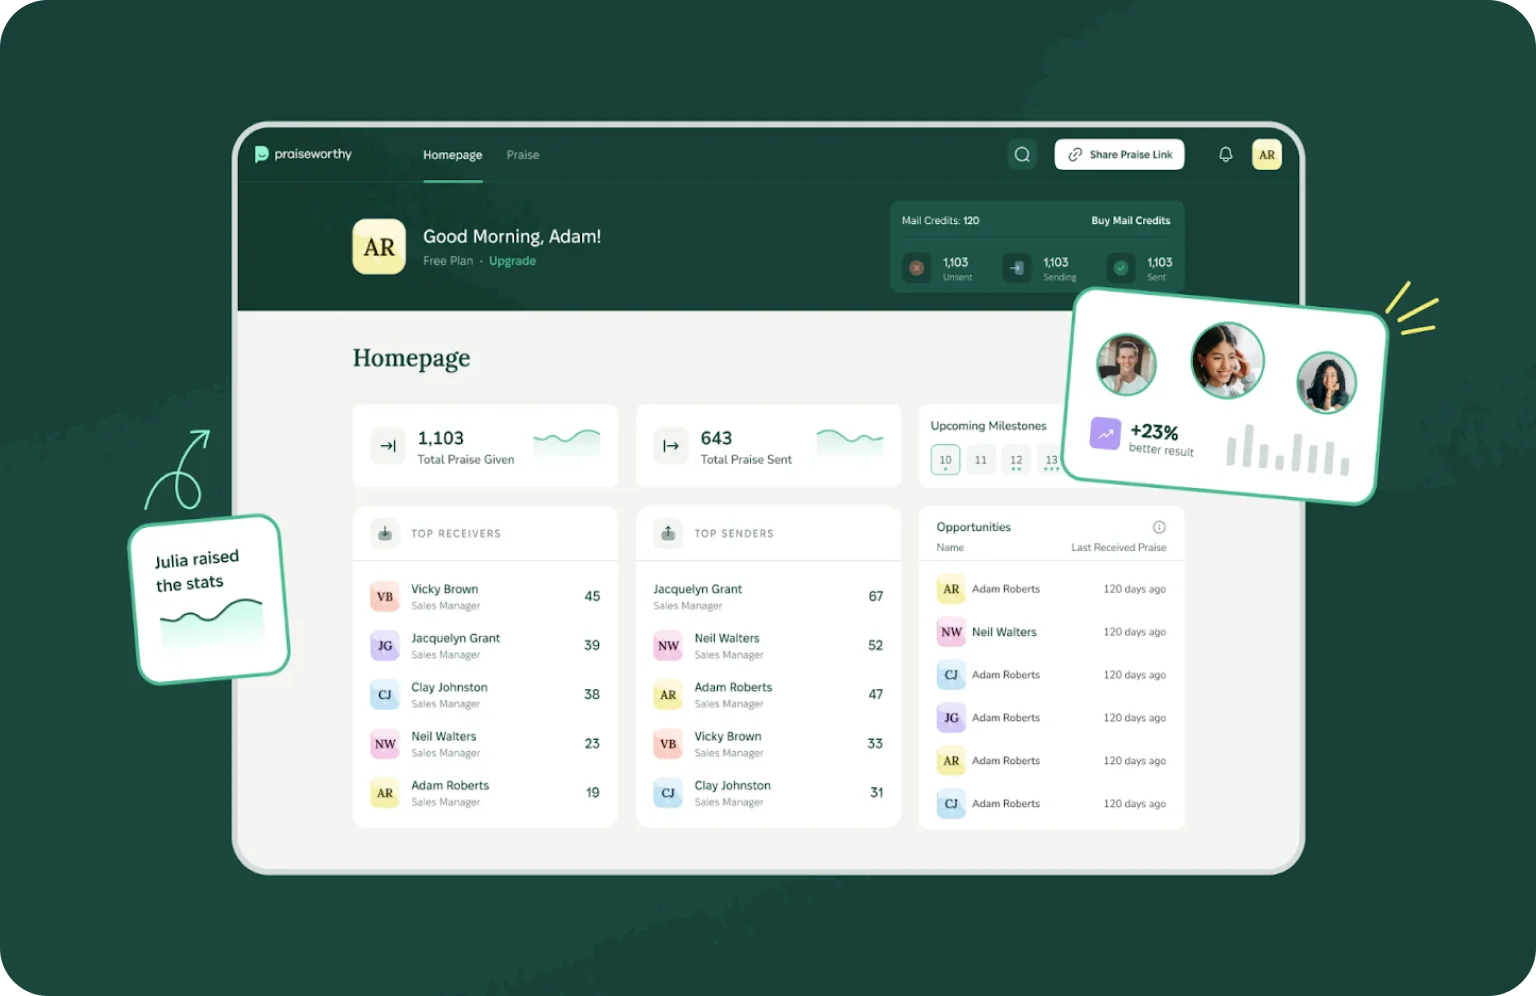 praiseworthy
Homepage
Praise
Share Praise Link
AR
AR
Good Morning, Adam!
Free Plan · Upgrade
Mail Credits: 120
Buy Mail Credits
1,103
Unsent
1,103
Sending
1,103
Sent
Homepage
1,103
Total Praise Given
643
Total Praise Sent
Upcoming Milestones
10
11
12
13
+23%
better result
Julia raised
the stats
TOP RECEIVERS
VB
Vicky Brown
Sales Manager
45
JG
Jacquelyn Grant
Sales Manager
39
CJ
Clay Johnston
Sales Manager
38
NW
Neil Walters
Sales Manager
23
AR
Adam Roberts
Sales Manager
19
TOP SENDERS
Jacquelyn Grant
Sales Manager
67
NW
Neil Walters
Sales Manager
52
AR
Adam Roberts
Sales Manager
47
VB
Vicky Brown
Sales Manager
33
CJ
Clay Johnston
Sales Manager
31
Opportunities
Name
Last Received Praise
AR
Adam Roberts
120 days ago
NW
Neil Walters
120 days ago
CJ
Adam Roberts
120 days ago
JG
Adam Roberts
120 days ago
AR
Adam Roberts
120 days ago
CJ
Adam Roberts
120 days ago